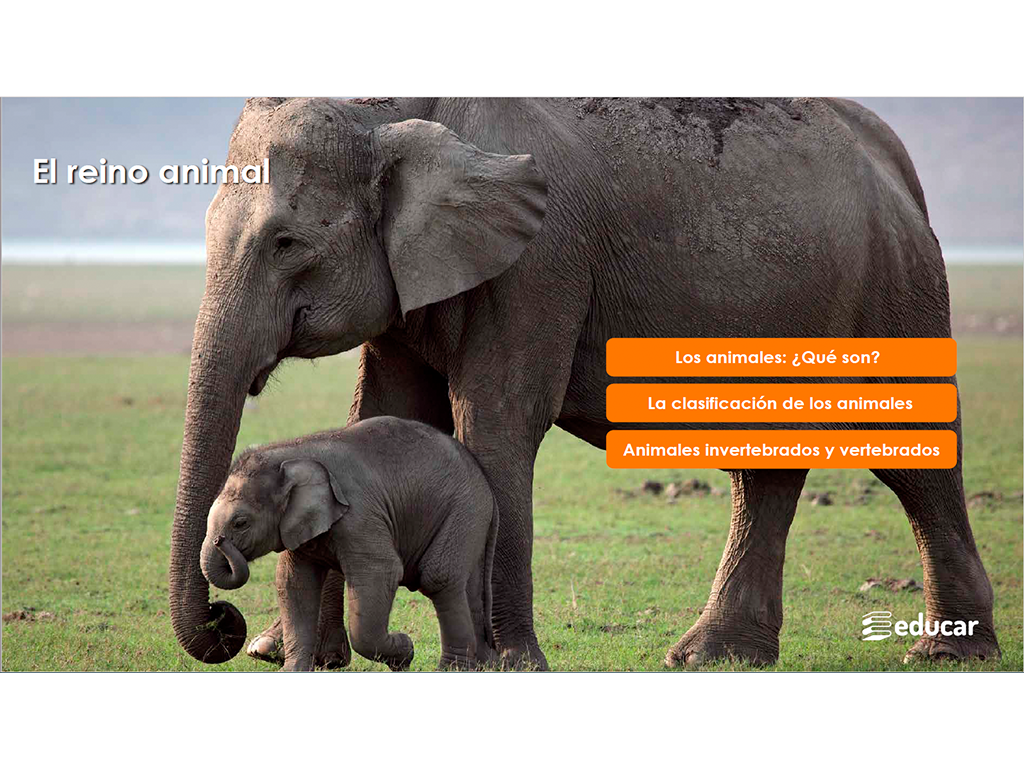 El reino animal
Los animales: ¿Qué son?
La clasificación de los animales
Animales invertebrados y vertebrados
educar